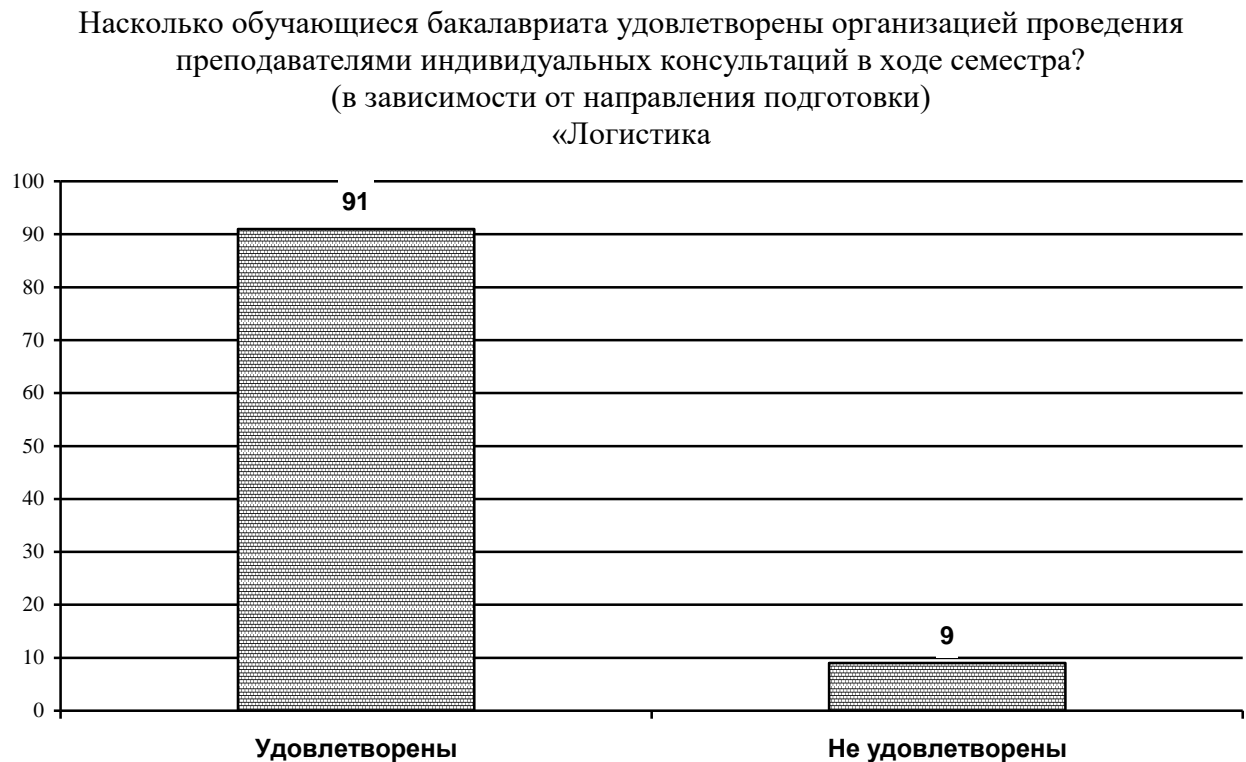 Насколько обучающиеся бакалавриата удовлетворены организацией проведения
преподавателями индивидуальных консультаций в ходе семестра?
(в зависимости от направления подготовки)
«Логистика
100
91
90
80
70
60
50
40
30
20
9
10
0
Удовлетворены
Не удовлетворены